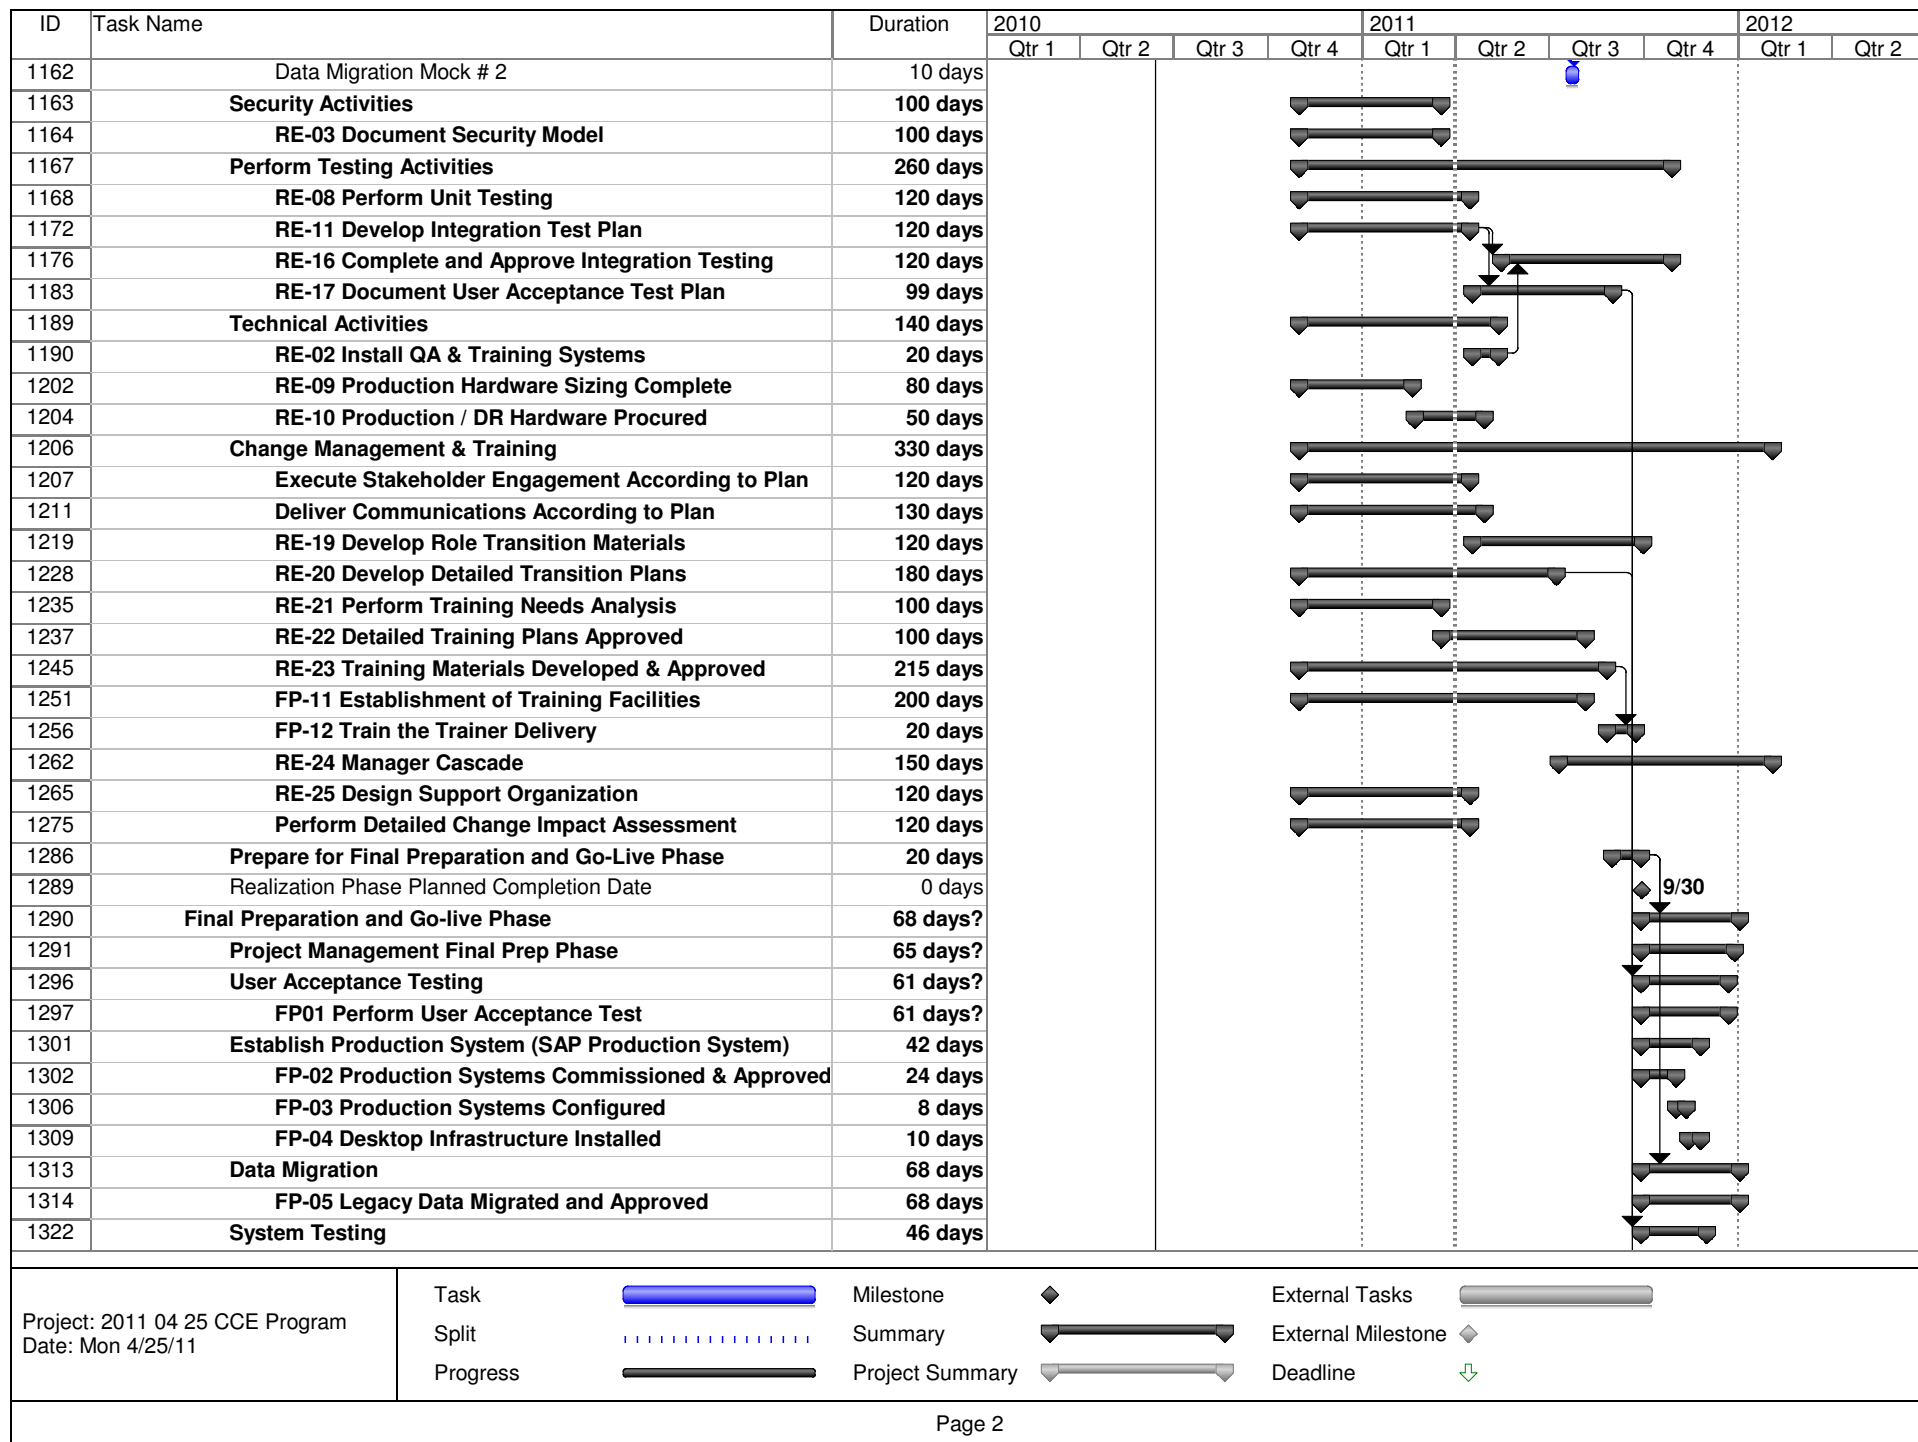 ID Task Name Duration 2010 2011 2012
Qtr 1 Qtr 2 Qtr 3 Qtr 4 Qtr 1 Qtr 2 Qtr 3 Qtr 4 Qtr 1 Qtr 2
1162 Data Migration Mock # 2 10 days
1163 Security Activities 100 days
1164 RE-03 Document Security Model 100 days
1167 Perform Testing Activities 260 days
1168 RE-08 Perform Unit Testing 120 days
1172 RE-11 Develop Integration Test Plan 120 days
1176 RE-16 Complete and Approve Integration Testing 120 days
1183 RE-17 Document User Acceptance Test Plan 99 days
1189 Technical Activities 140 days
1190 RE-02 Install QA & Training Systems 20 days
1202 RE-09 Production Hardware Sizing Complete 80 days
1204 RE-10 Production / DR Hardware Procured 50 days
1206 Change Management & Training 330 days
1207 Execute Stakeholder Engagement According to Plan 120 days
1211 Deliver Communications According to Plan 130 days
1219 RE-19 Develop Role Transition Materials 120 days
1228 RE-20 Develop Detailed Transition Plans 180 days
1235 RE-21 Perform Training Needs Analysis 100 days
1237 RE-22 Detailed Training Plans Approved 100 days
1245 RE-23 Training Materials Developed & Approved 215 days
1251 FP-11 Establishment of Training Facilities 200 days
1256 FP-12 Train the Trainer Delivery 20 days
1262 RE-24 Manager Cascade 150 days
1265 RE-25 Design Support Organization 120 days
1275 Perform Detailed Change Impact Assessment 120 days
1286 Prepare for Final Preparation and Go-Live Phase 20 days
1289 Realization Phase Planned Completion Date 0 days 9/30
1290 Final Preparation and Go-live Phase 68 days?
1291 Project Management Final Prep Phase 65 days?
1296 User Acceptance Testing 61 days?
1297 FP01 Perform User Acceptance Test 61 days?
1301 Establish Production System (SAP Production System) 42 days
1302 FP-02 Production Systems Commissioned & Approved 24 days
1306 FP-03 Production Systems Configured 8 days
1309 FP-04 Desktop Infrastructure Installed 10 days
1313 Data Migration 68 days
1314 FP-05 Legacy Data Migrated and Approved 68 days
1322 System Testing 46 days
Project: 2011 04 25 CCE Program
Date: Mon 4/25/11
Task Milestone External Tasks
Split Summary External Milestone
Progress Project Summary Deadline
Page 2